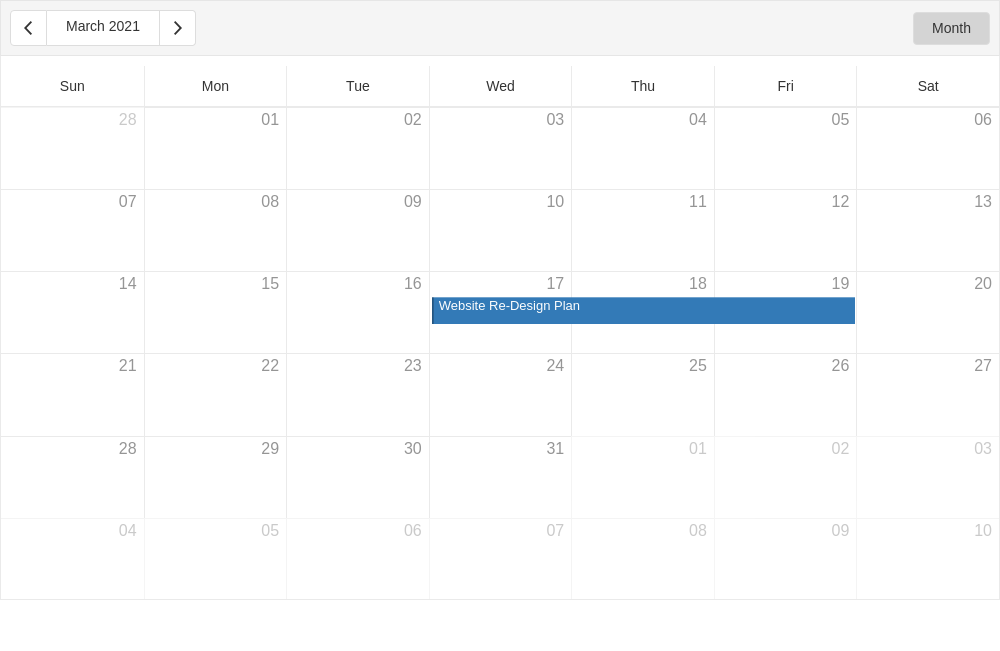 March 2021 Month
Sun Mon Tue Wed Thu Fri Sat
28 01 02 03 04 05 06
07 08 09 10 11 12 13
14 15 16 17 18 19 20
Website Re-Design Plan
21 22 23 24 25 26 27
28 29 30 31 01 02 03
04 05 06 07 08 09 10